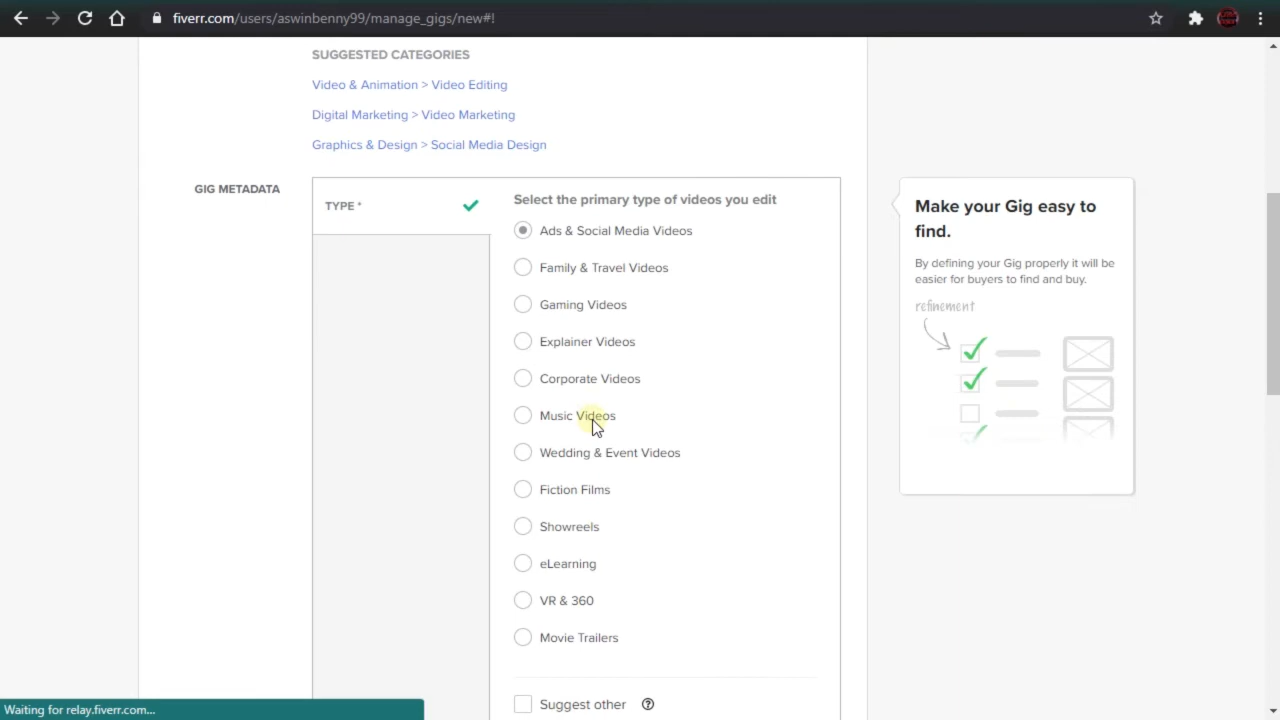 fiverr.com/users/aswinbenny99/manage_gigs/new#!
SUGGESTED CATEGORIES
Video & Animation > Video Editing
Digital Marketing > Video Marketing
Graphics & Design > Social Media Design
GIG METADATA
TYPE *
Select the primary type of videos you edit
Ads & Social Media Videos
Family & Travel Videos
Gaming Videos
Explainer Videos
Corporate Videos
Music Videos
Wedding & Event Videos
Fiction Films
Showreels
eLearning
VR & 360
Movie Trailers
Suggest other ?
Make your Gig easy to
find.
By defining your Gig properly it will be
easier for buyers to find and buy.
refinement
Waiting for relay.fiverr.com...